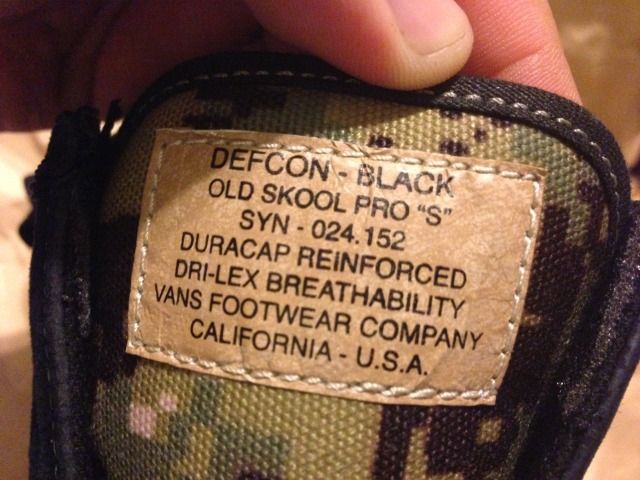 DEFCON - BLACK
OLD SKOOL PRO "S"
SYN - 024.152
DURACAP REINFORCED
DRI-LEX BREATHABILITY
VANS FOOTWEAR COMPANY
CALIFORNIA - U.S.A.